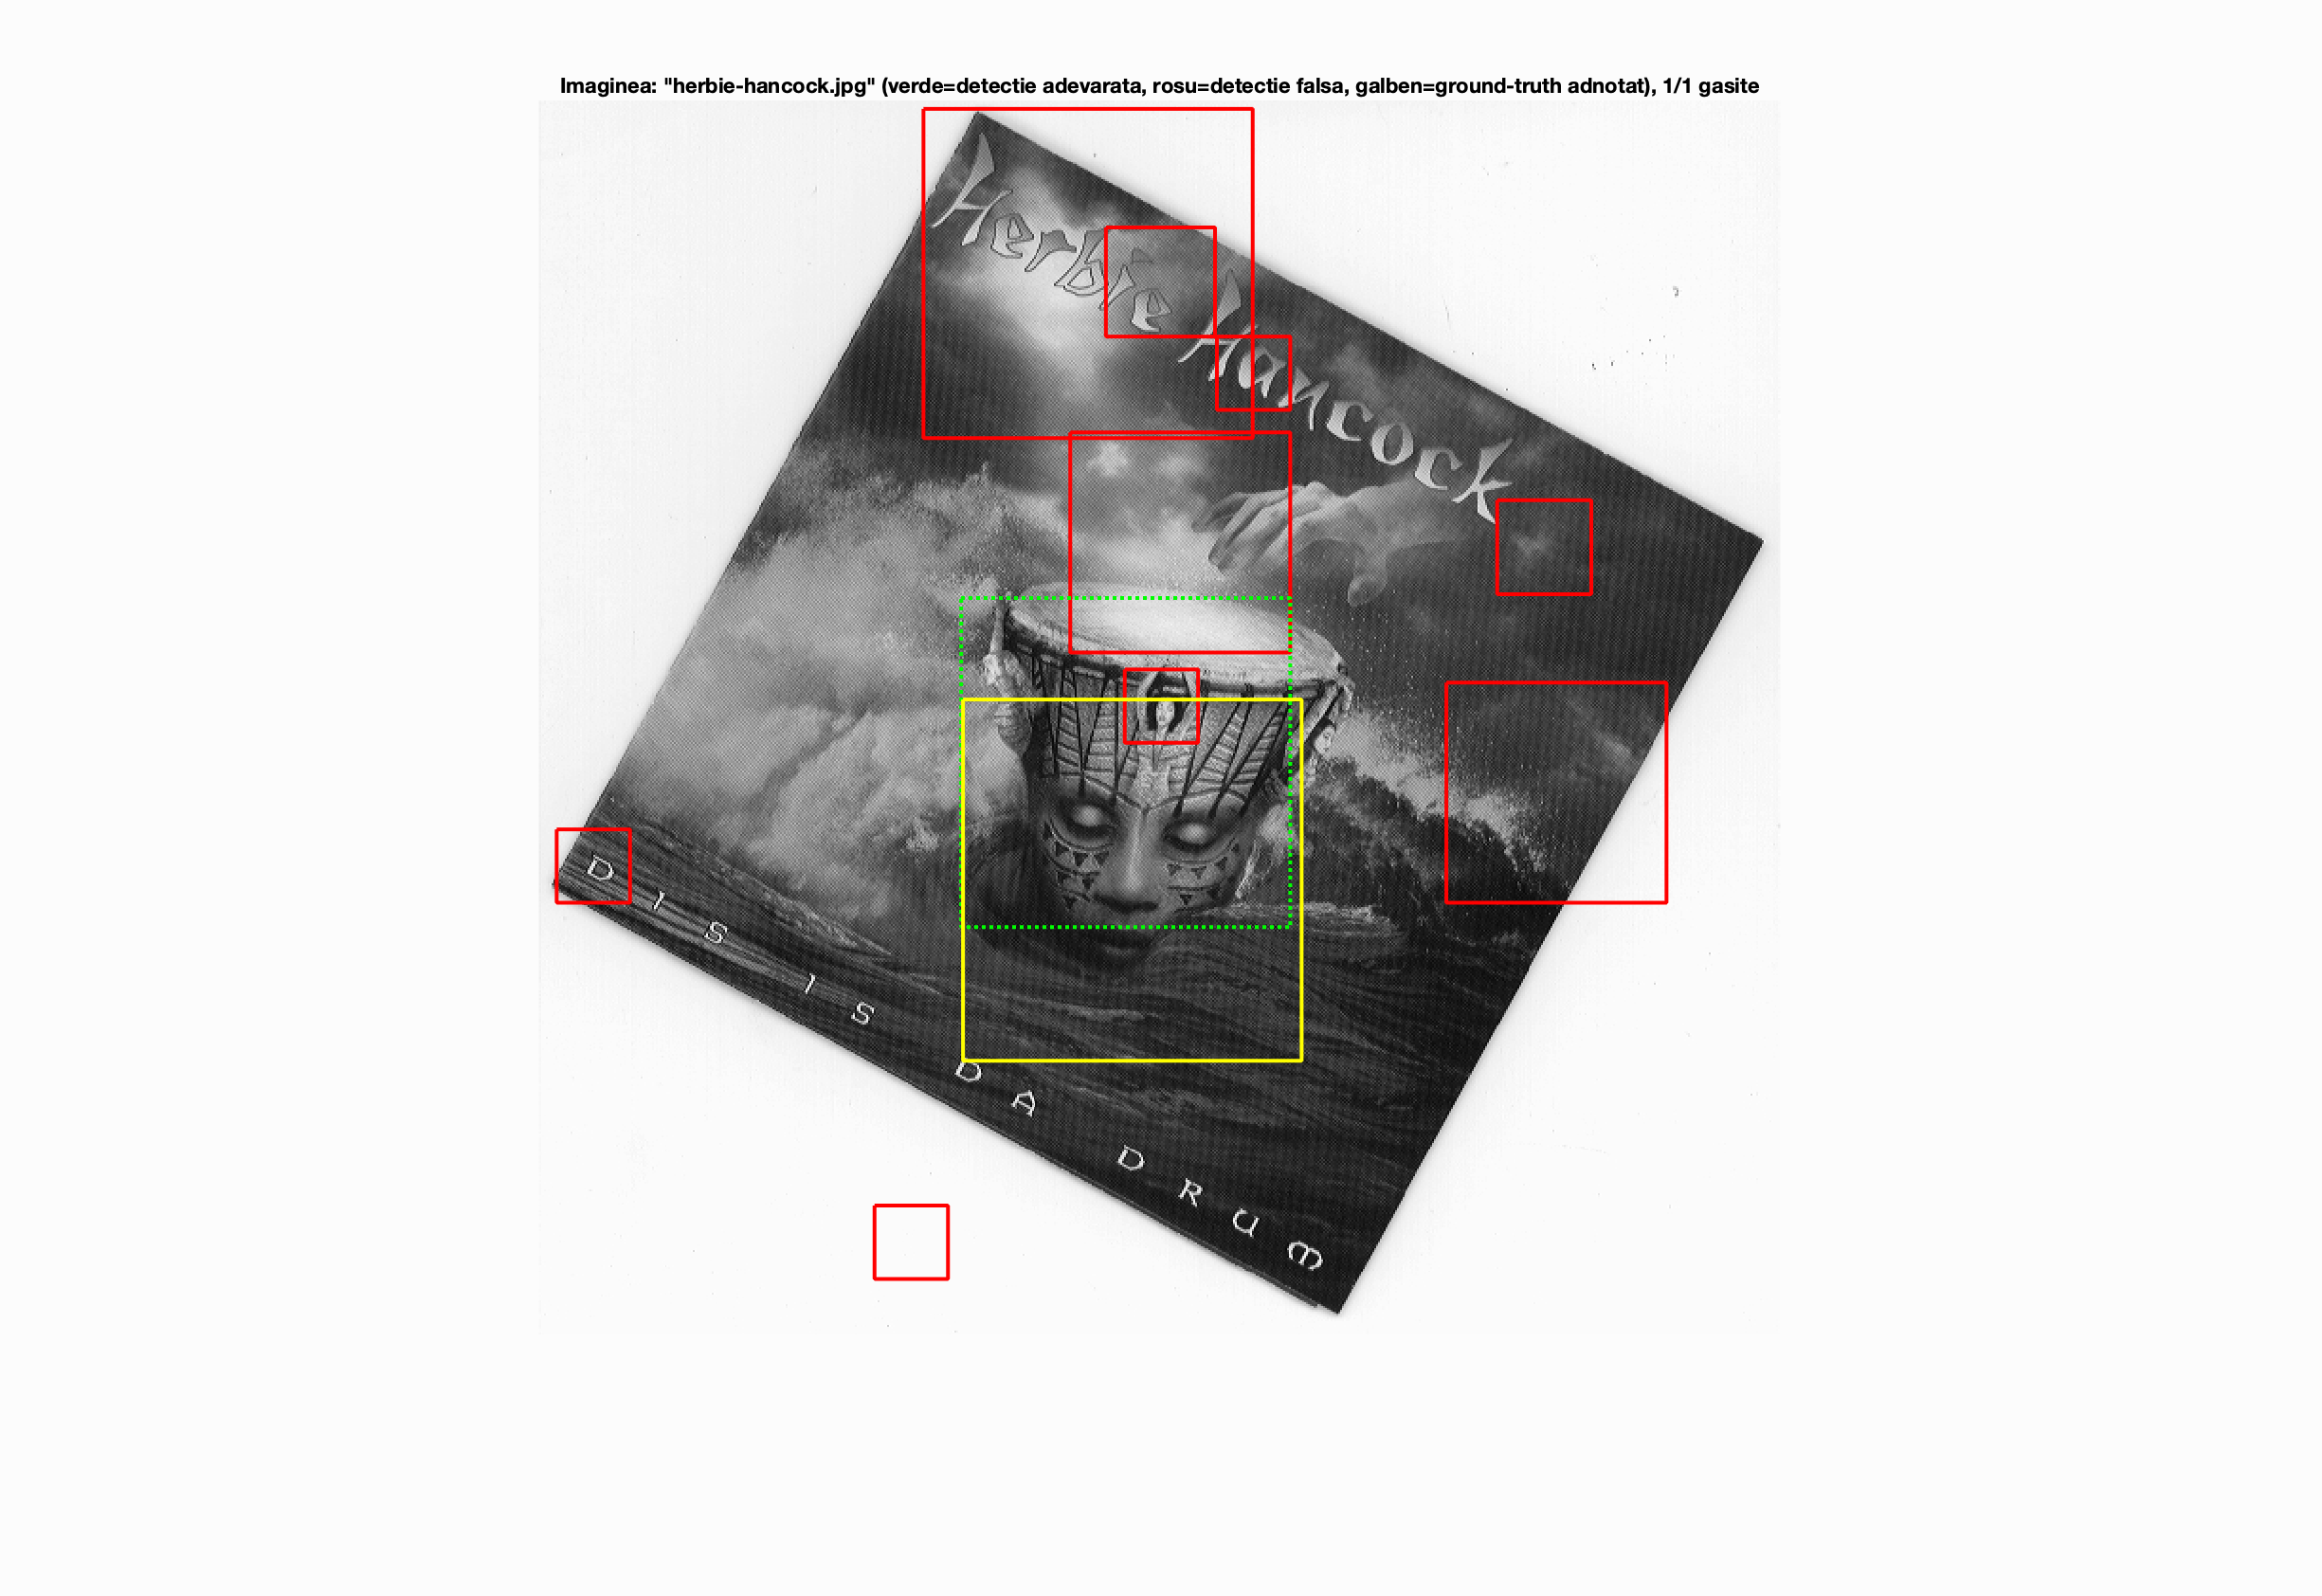 Imaginea: "herbie-hancock.jpg" (verde=detectie adevarata, rosu=detectie falsa, galben=ground-truth adnotat), 1/1 gasite
Herbie Hancock
DIS IS DA DRUM